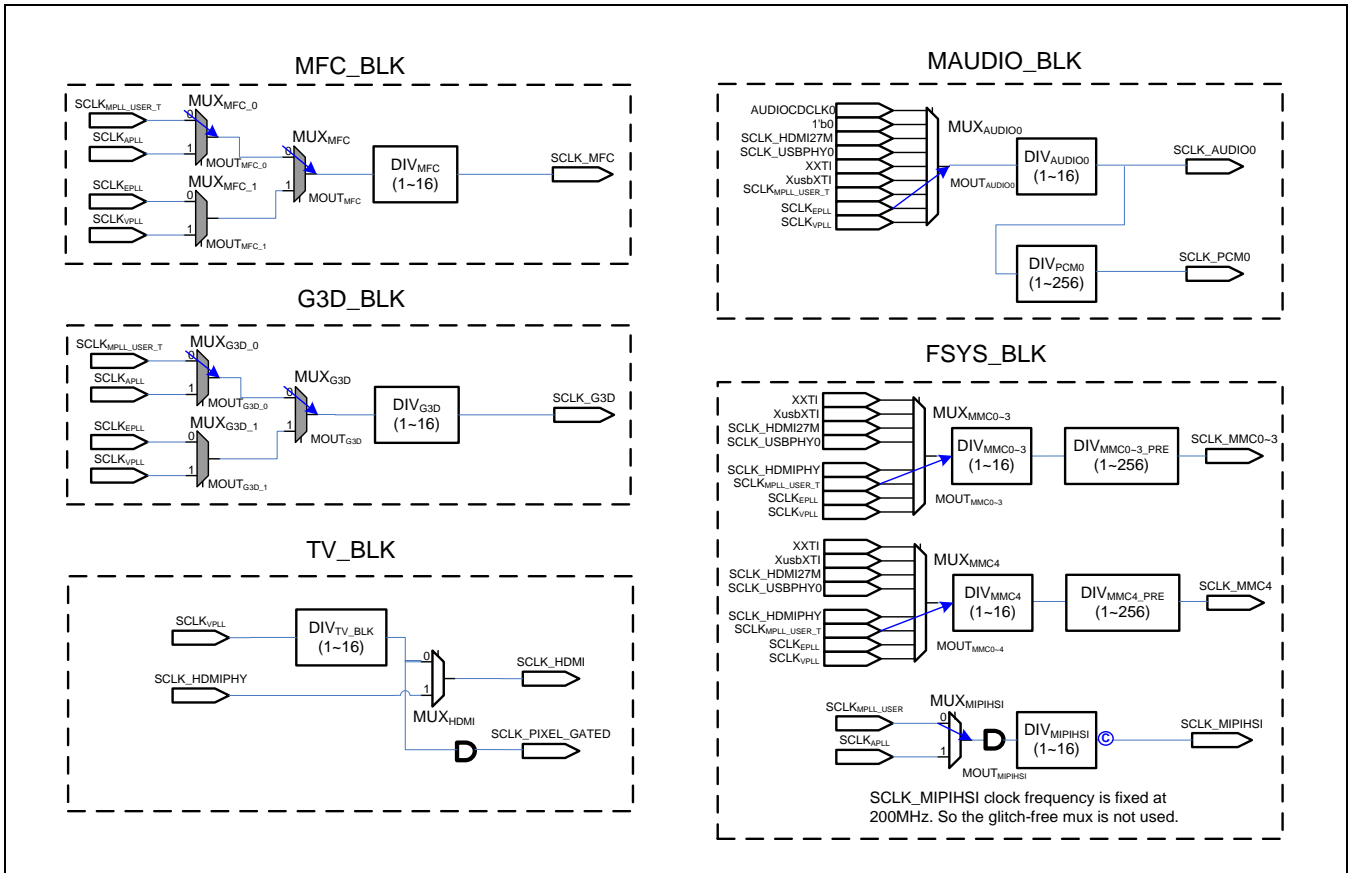 MFC_BLK
SCLKMPLL_USER_T
MUXMFC_0
0
SCLKAPLL
1
MOUTMFC_0
MUXMFC
0
DIVMFC
(1~16)
SCLK_MFC
SCLKEPLL
MUXMFC_1
0
1
MOUTMFC
SCLKVPLL
1
MOUTMFC_1
G3D_BLK
SCLKMPLL_USER_T
MUXG3D_0
0
SCLKAPLL
1
MOUTG3D_0
MUXG3D
0
DIVG3D
(1~16)
SCLK_G3D
SCLKEPLL
MUXG3D_1
0
1
MOUTG3D
SCLKVPLL
1
MOUTG3D_1
TV_BLK
SCLKVPLL
DIVTV_BLK
(1~16)
0
SCLK_HDMI
SCLK_HDMIPHY
1
MUXHDMI
SCLK_PIXEL_GATED
MAUDIO_BLK
AUDIOCDCLK0
1'b0
SCLK_HDMI27M
SCLK_USBPHY0
XXTI
XusbXTI
SCLKMPLL_USER_T
SCLKEPLL
SCLKVPLL
MUXAUDIO0
MOUTAUDIO0
DIVAUDIO0
(1~16)
SCLK_AUDIO0
DIVPCM0
(1~256)
SCLK_PCM0
FSYS_BLK
XXTI
XusbXTI
SCLK_HDMI27M
SCLK_USBPHY0
SCLK_HDMIPHY
SCLKMPLL_USER_T
SCLKEPLL
SCLKVPLL
MUXMMC0~3
MOUTMMC0~3
DIVMMC0~3
(1~16)
DIVMMC0~3_PRE
(1~256)
SCLK_MMC0~3
XXTI
XusbXTI
SCLK_HDMI27M
SCLK_USBPHY0
SCLK_HDMIPHY
SCLKMPLL_USER_T
SCLKEPLL
SCLKVPLL
MUXMMC4
MOUTMMC0~4
DIVMMC4
(1~16)
DIVMMC4_PRE
(1~256)
SCLK_MMC4
SCLKMPLL_USER
0
SCLKAPLL
1
MUXMIPIHSI
MOUTMIPIHSI
DIVMIPIHSI
(1~16)
C
SCLK_MIPIHSI
SCLK_MIPIHSI clock frequency is fixed at
200MHz. So the glitch-free mux is not used.